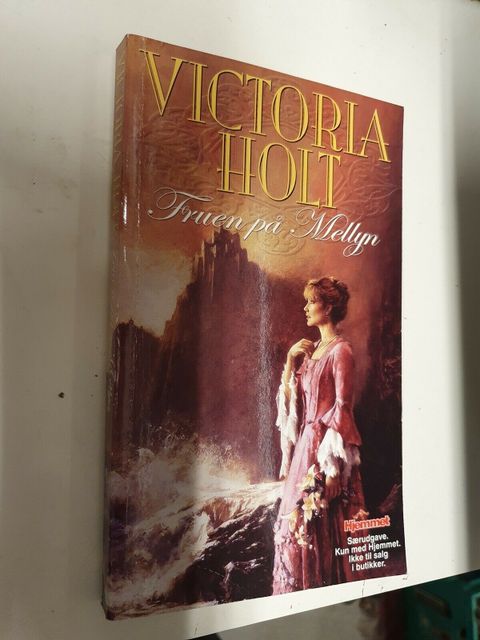 VICTORIA
HOLT
Fruen på Mellyn
Hjemmet
Særudgave.
Kun med Hjemmet.
Ikke til salg
i butikker.